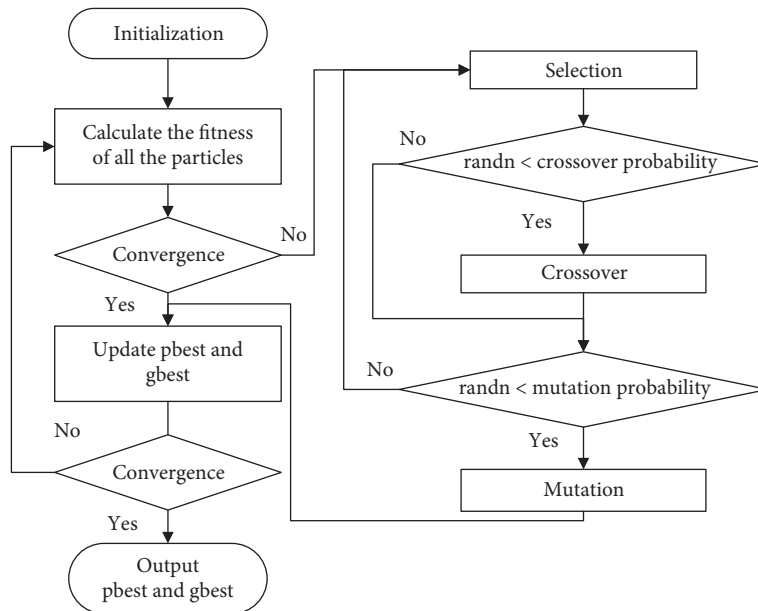 Initialization
Calculate the fitness
of all the particles
Convergence
No
Yes
Update pbest and
gbest
No
Convergence
Yes
Output
pbest and gbest
Selection
No
randn < crossover probability
Yes
Crossover
No
randn < mutation probability
Yes
Mutation